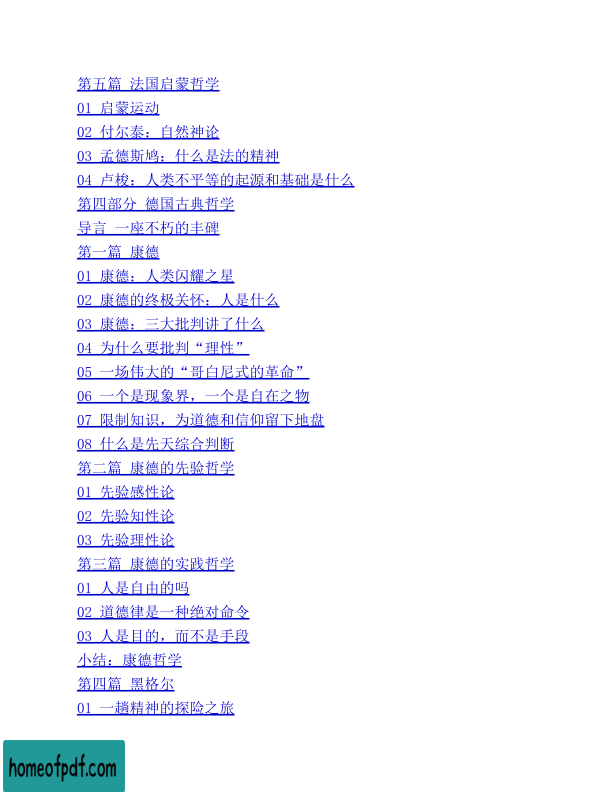 第五篇 法国启蒙哲学
01 启蒙运动
02 付尔泰：自然神论
03 孟德斯鸠：什么是法的精神
04 卢梭：人类不平等的起源和基础是什么
第四部分 德国古典哲学
导言 一座不朽的丰碑
第一篇 康德
01 康德：人类闪耀之星
02 康德的终极关怀：人是什么
03 康德：三大批判讲了什么
04 为什么要批判“理性”
05 一场伟大的“哥白尼式的革命”
06 一个是现象界，一个是自在之物
07 限制知识，为道德和信仰留下地盘
08 什么是先天综合判断
第二篇 康德的先验哲学
01 先验感性论
02 先验知性论
03 先验理性论
第三篇 康德的实践哲学
01 人是自由的吗
02 道德律是一种绝对命令
03 人是目的，而不是手段
小结：康德哲学
第四篇 黑格尔
01 一趟精神的探险之旅
homeofpdf.com